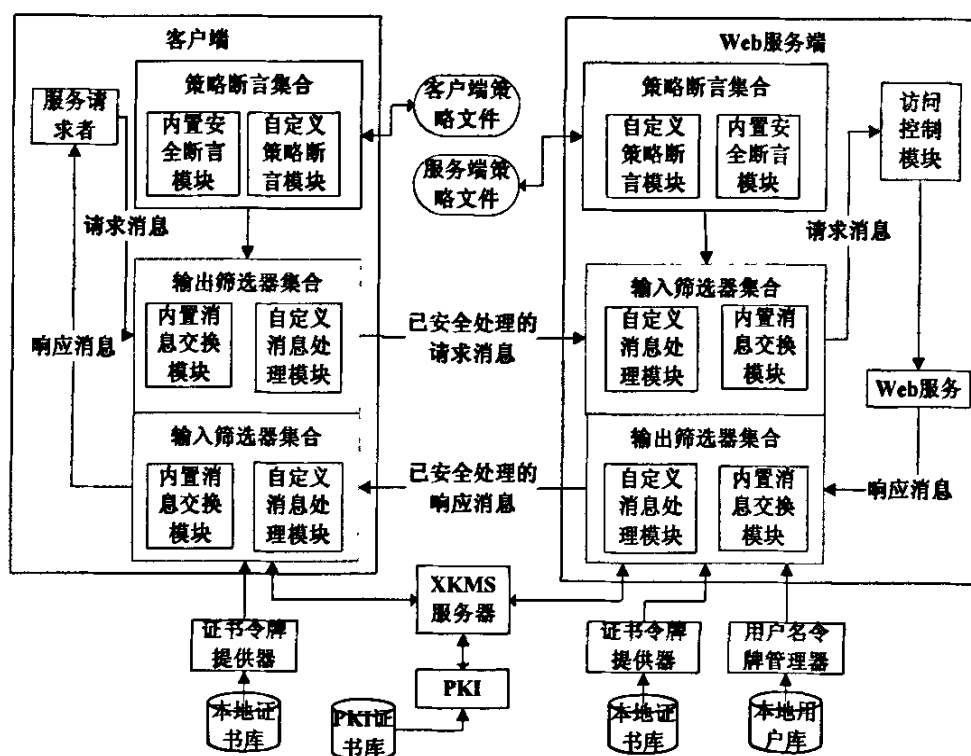 客户端
Web服务端
策略断言集合
服务请
求者
内置安
全断言
模块
自定义
策略断
言模块
客户端策
略文件
服务端策
略文件
策略断言集合
自定义
策略断
言模块
内置安
全断言
模块
访问
控制
模块
请求消息
请求消息
输出筛选器集合
内置消
息交换
模块
自定义
消息处
理模块
响应消息
已安全处理的
请求消息
输入筛选器集合
自定义
消息处
理模块
内置消
息交换
模块
Web服务
输入筛选器集合
内置消
息交换
模块
自定义
消息处
理模块
已安全处理的
响应消息
输出筛选器集合
自定义
消息处
理模块
内置消
息交换
模块
响应消息
XKMS
服务器
证书令牌
提供器
证书令牌
提供器
用户名令
牌管理器
PKI
本地证
书库
PKI证
书库
本地证
书库
本地用
户库